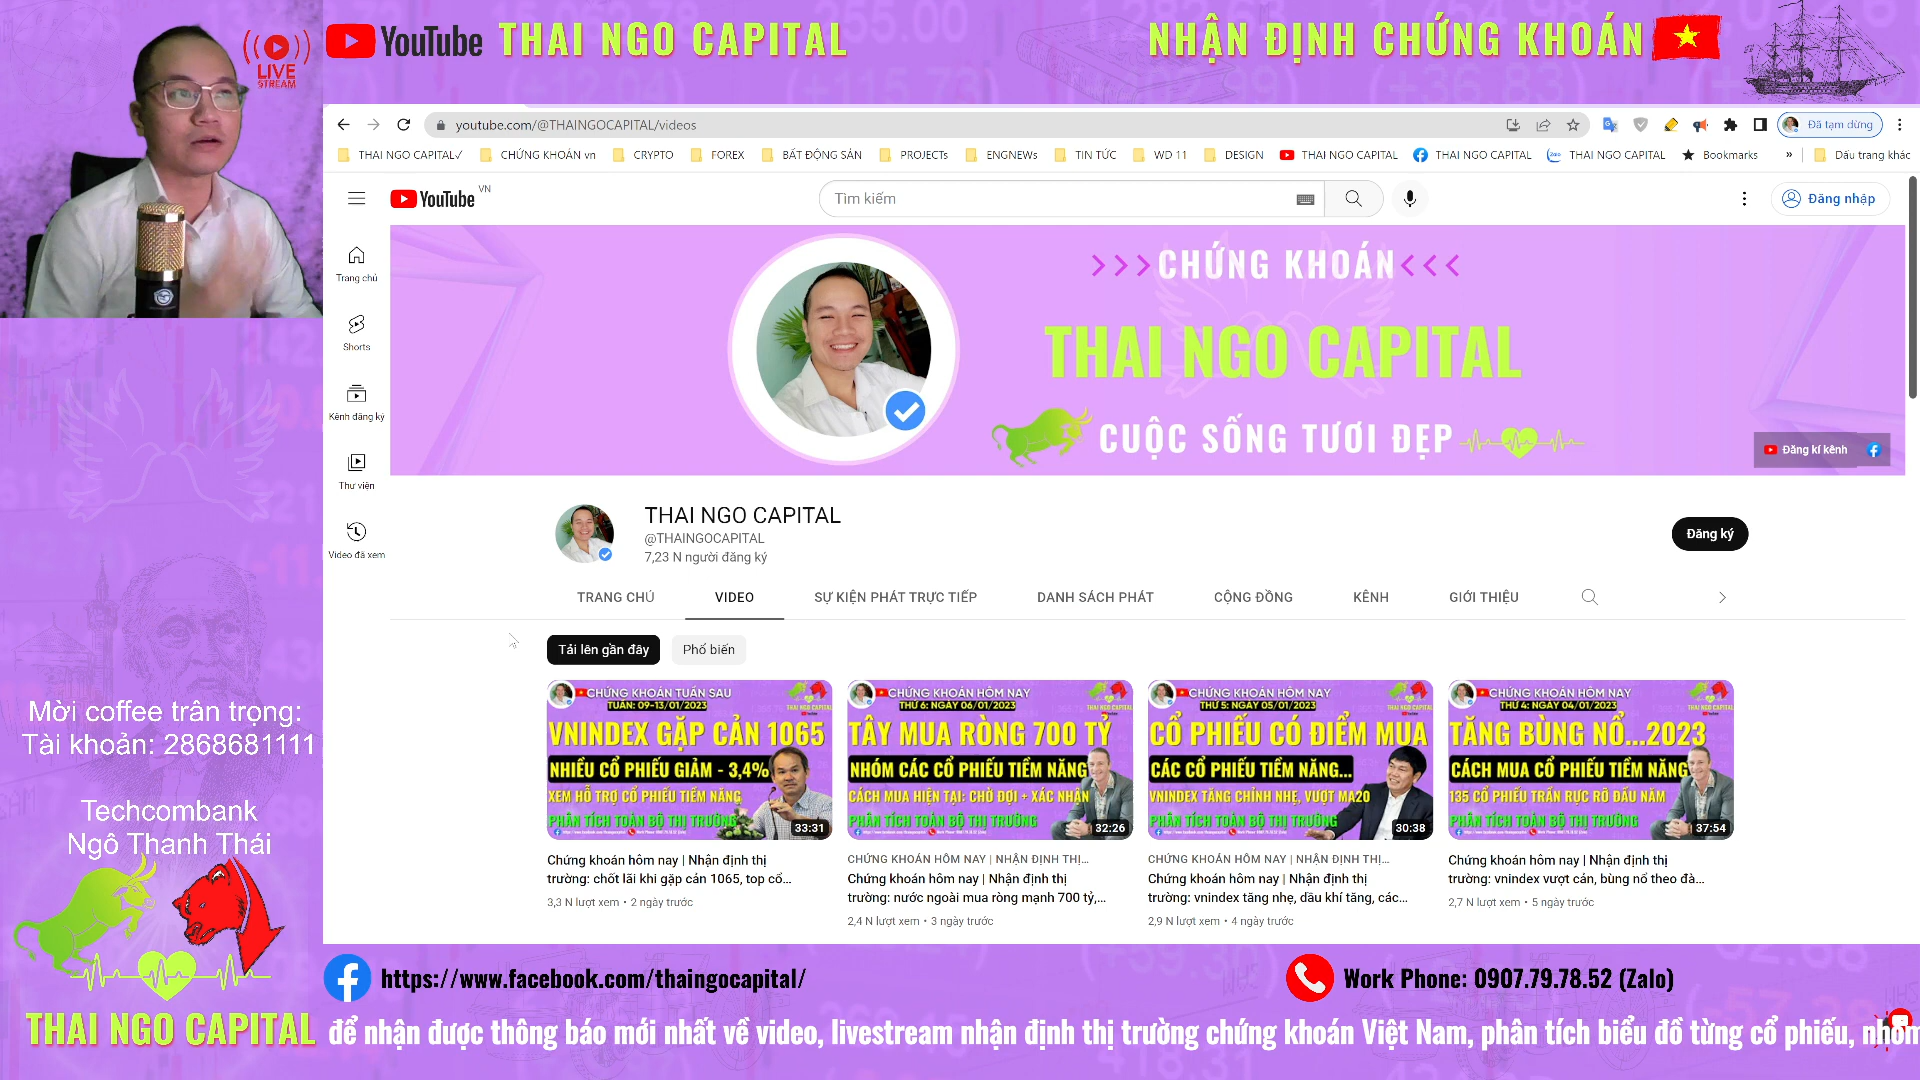 LIVE
STREAM
YouTube THAI NGO CAPITAL
NHẬN ĐỊNH CHỨNG KHOÁN
youtube.com/@THAINGOCAPITAL/videos
Đã tạm dừng
THAI NGO CAPITAL✓
CHỨNG KHOÁN vn
CRYPTO
FOREX
BẤT ĐỘNG SẢN
PROJECTs
ENGNEWs
TIN TỨC
WD 11
DESIGN
THAI NGO CAPITAL
THAI NGO CAPITAL
THAI NGO CAPITAL
Bookmarks
»
Dấu trang khác
YouTube VN
Tìm kiếm
Đăng nhập
Trang chủ
Shorts
Kênh đăng ký
Thư viện
Video đã xem
>>>CHỨNG KHOÁN<<<
THAI NGO CAPITAL
CUỘC SỐNG TƯƠI ĐẸP
Đăng kí kênh
THAI NGO CAPITAL
@THAINGOCAPITAL
7,23 N người đăng ký
Đăng ký
TRANG CHỦ
VIDEO
SỰ KIỆN PHÁT TRỰC TIẾP
DANH SÁCH PHÁT
CỘNG ĐỒNG
KÊNH
GIỚI THIỆU
Tải lên gần đây
Phổ biến
CHỨNG KHOÁN TUẦN SAU
TUẦN: 09-13/01/2023
THAI NGO CAPITAL
VNINDEX GẶP CẢN 1065
NHIỀU CỔ PHIẾU GIẢM - 3,4%
XEM HỖ TRỢ CỔ PHIẾU TIỀM NĂNG
PHÂN TÍCH TOÀN BỘ THỊ TRƯỜNG
33:31
Chứng khoán hôm nay | Nhận định thị
trường: chốt lãi khi gặp cản 1065, top cổ...
3,3 N lượt xem • 2 ngày trước
CHỨNG KHOÁN HÔM NAY
THỨ 6: NGÀY 06/01/2023
THAI NGO CAPITAL
TÂY MUA RÒNG 700 TỶ
NHÓM CÁC CỔ PHIẾU TIỀM NĂNG
CÁCH MUA HIỆN TẠI: CHỜ ĐỢI + XÁC NHẬN
PHÂN TÍCH TOÀN BỘ THỊ TRƯỜNG
32:26
CHỨNG KHOÁN HÔM NAY | NHẬN ĐỊNH THỊ...
Chứng khoán hôm nay | Nhận định thị
trường: nước ngoài mua ròng mạnh 700 tỷ,...
2,4 N lượt xem • 3 ngày trước
CHỨNG KHOÁN HÔM NAY
THỨ 5: NGÀY 05/01/2023
THAI NGO CAPITAL
CỔ PHIẾU CÓ ĐIỂM MUA
CÁC CỔ PHIẾU TIỀM NĂNG...
VNINDEX TĂNG CHỈNH NHẸ, VƯỢT MA20
PHÂN TÍCH TOÀN BỘ THỊ TRƯỜNG
30:38
CHỨNG KHOÁN HÔM NAY | NHẬN ĐỊNH THỊ...
Chứng khoán hôm nay | Nhận định thị
trường: vnindex tăng nhẹ, dầu khí tăng, các...
2,9 N lượt xem • 4 ngày trước
CHỨNG KHOÁN HÔM NAY
THỨ 4: NGÀY 04/01/2023
THAI NGO CAPITAL
TĂNG BÙNG NỔ...2023
CÁCH MUA CỔ PHIẾU TIỀM NĂNG
135 CỔ PHIẾU TRẦN RỰC RỠ ĐẦU NĂM
PHÂN TÍCH TOÀN BỘ THỊ TRƯỜNG
37:54
Chứng khoán hôm nay | Nhận định thị
trường: vnindex vượt cản, bùng nổ theo đà...
2,7 N lượt xem • 5 ngày trước
Mời coffee trân trọng:
Tài khoản: 2868681111
Techcombank
Ngô Thanh Thái
THAI NGO CAPITAL
https://www.facebook.com/thaingocapital/
Work Phone: 0907.79.78.52 (Zalo)
để nhận được thông báo mới nhất về video, livestream nhận định thị trường chứng khoán Việt Nam, phân tích biểu đồ từng cổ phiếu, nhóm